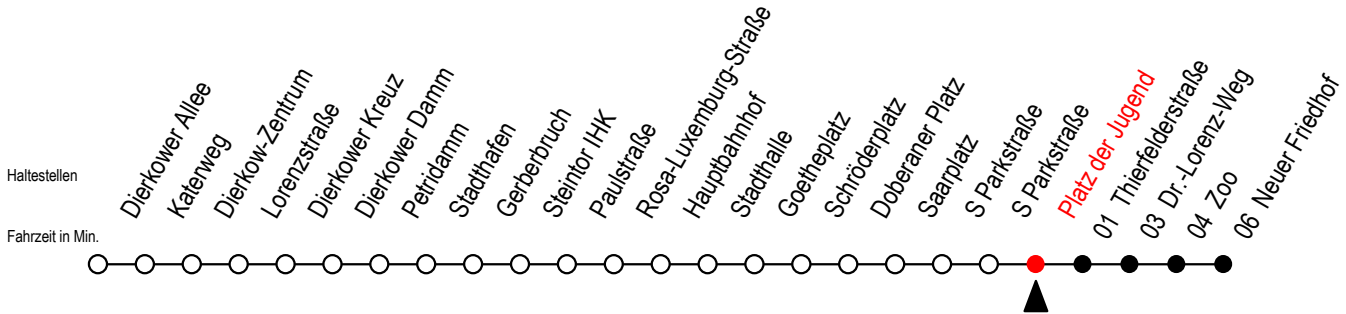 Haltestellen
Fahrzeit in Min.
Dierkower Allee
Katerweg
Dierkow-Zentrum
Lorenzstraße
Dierkower Kreuz
Dierkower Damm
Petridamm
Stadthafen
Gerberbruch
Steintor IHK
Paulstraße
Rosa-Luxemburg-Straße
Hauptbahnhof
Stadthalle
Goetheplatz
Schröderplatz
Doberaner Platz
Saarplatz
S Parkstraße
S Parkstraße
Platz der Jugend
01 Thierfelderstraße
03 Dr.-Lorenz-Weg
04 Zoo
06 Neuer Friedhof